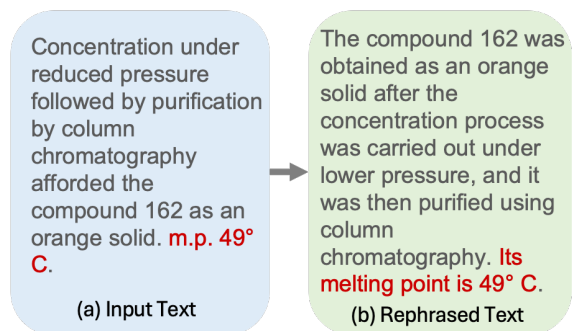 Concentration under
reduced pressure
followed by purification
by column
chromatography
afforded the
compound 162 as an
orange solid. m.p. 49°
C.
(a) Input Text
The compound 162 was
obtained as an orange
solid after the
concentration process
was carried out under
lower pressure, and it
was then purified using
column
chromatography. Its
melting point is 49° C.
(b) Rephrased Text